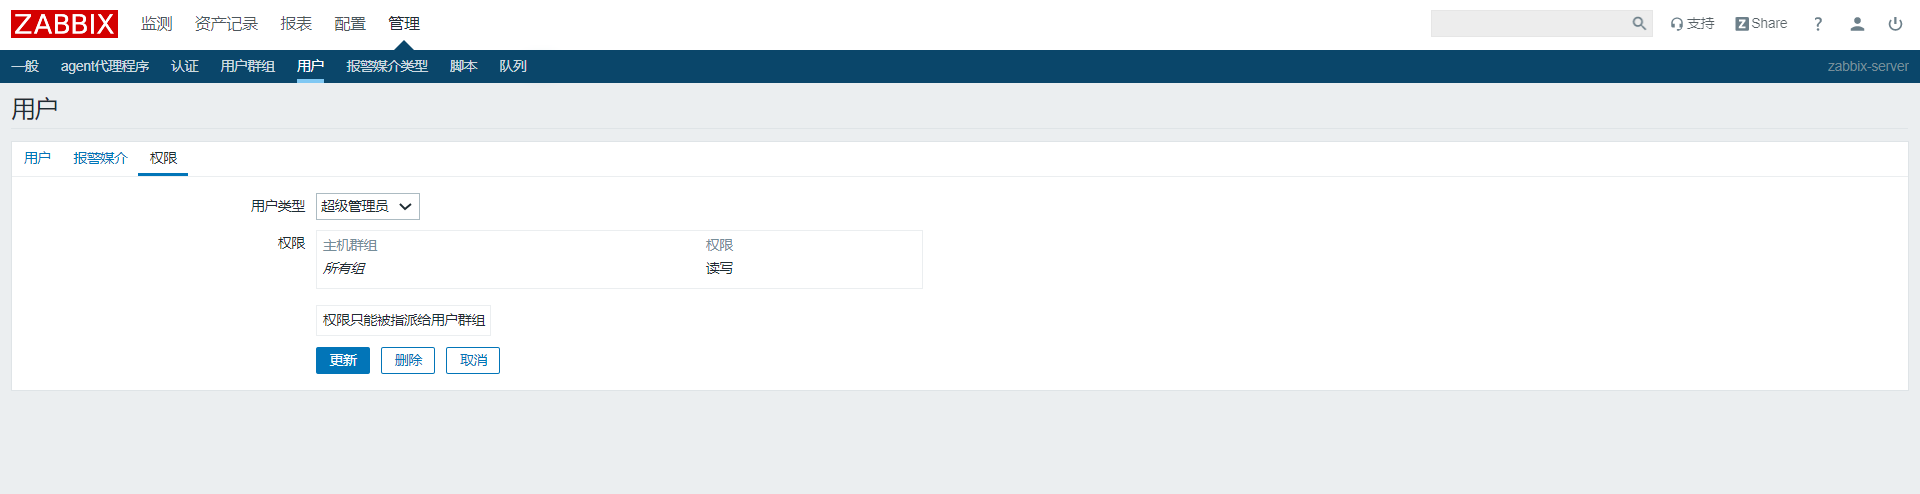 ZABBIX 监测 资产记录 报表 配置 管理 支持 Z Share ?
一般 agent代理程序 认证 用户群组 用户 报警媒介类型 脚本 队列 zabbix-server
用户
用户 报警媒介 权限
用户类型 超级管理员
权限 主机群组 权限
所有组 读写
权限只能被指派给用户群组
更新 删除 取消